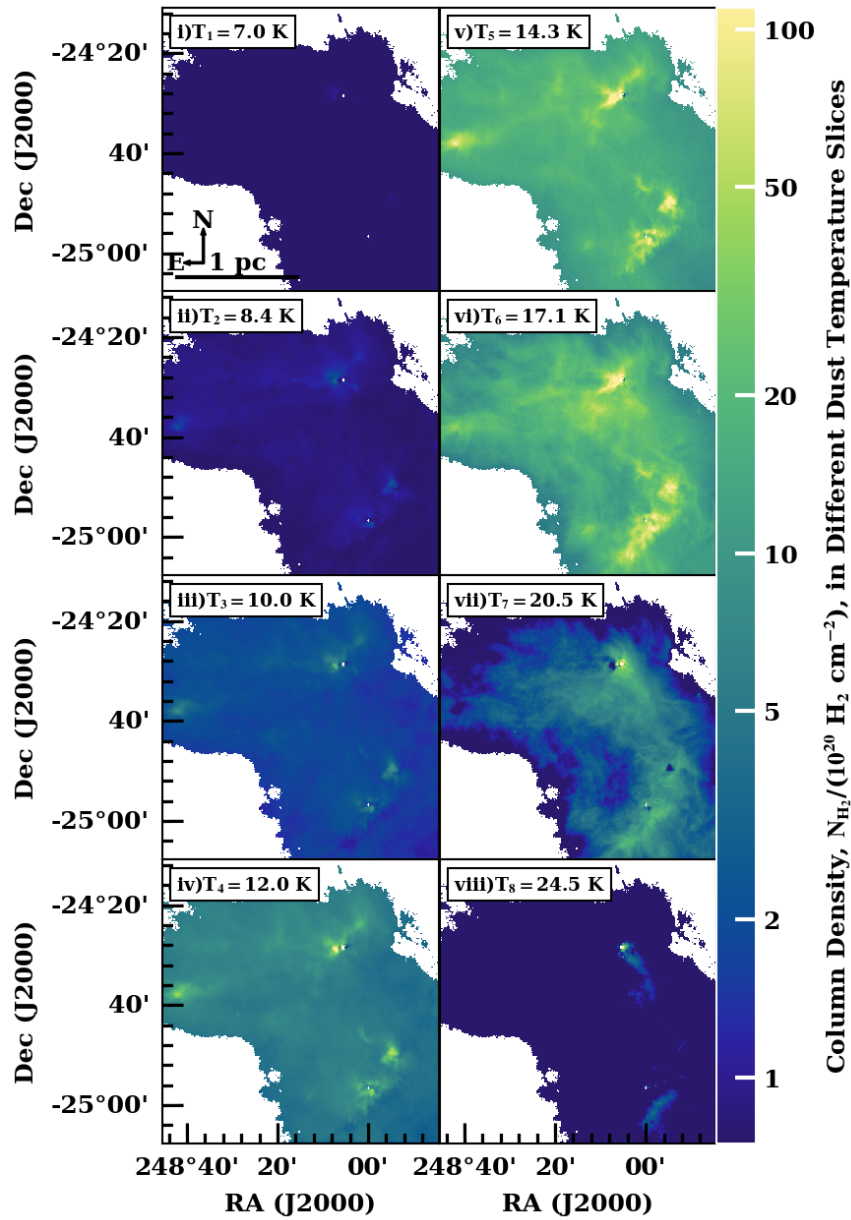 i)T₁ = 7.0 K
v)T₅ = 14.3 K
-24°20'
40'
-25°00'
Dec (J2000)
N
E
1 pc
ii)T₂ = 8.4 K
vi)T₆ = 17.1 K
-24°20'
40'
-25°00'
Dec (J2000)
iii)T₃ = 10.0 K
vii)T₇ = 20.5 K
-24°20'
40'
-25°00'
Dec (J2000)
iv)T₄ = 12.0 K
viii)T₈ = 24.5 K
-24°20'
40'
-25°00'
Dec (J2000)
248°40' 20' 00' 248°40' 20' 00'
RA (J2000) RA (J2000)
100
50
20
10
5
2
1
Column Density, N_H₂/(10²⁰ H₂ cm⁻²), in Different Dust Temperature Slices